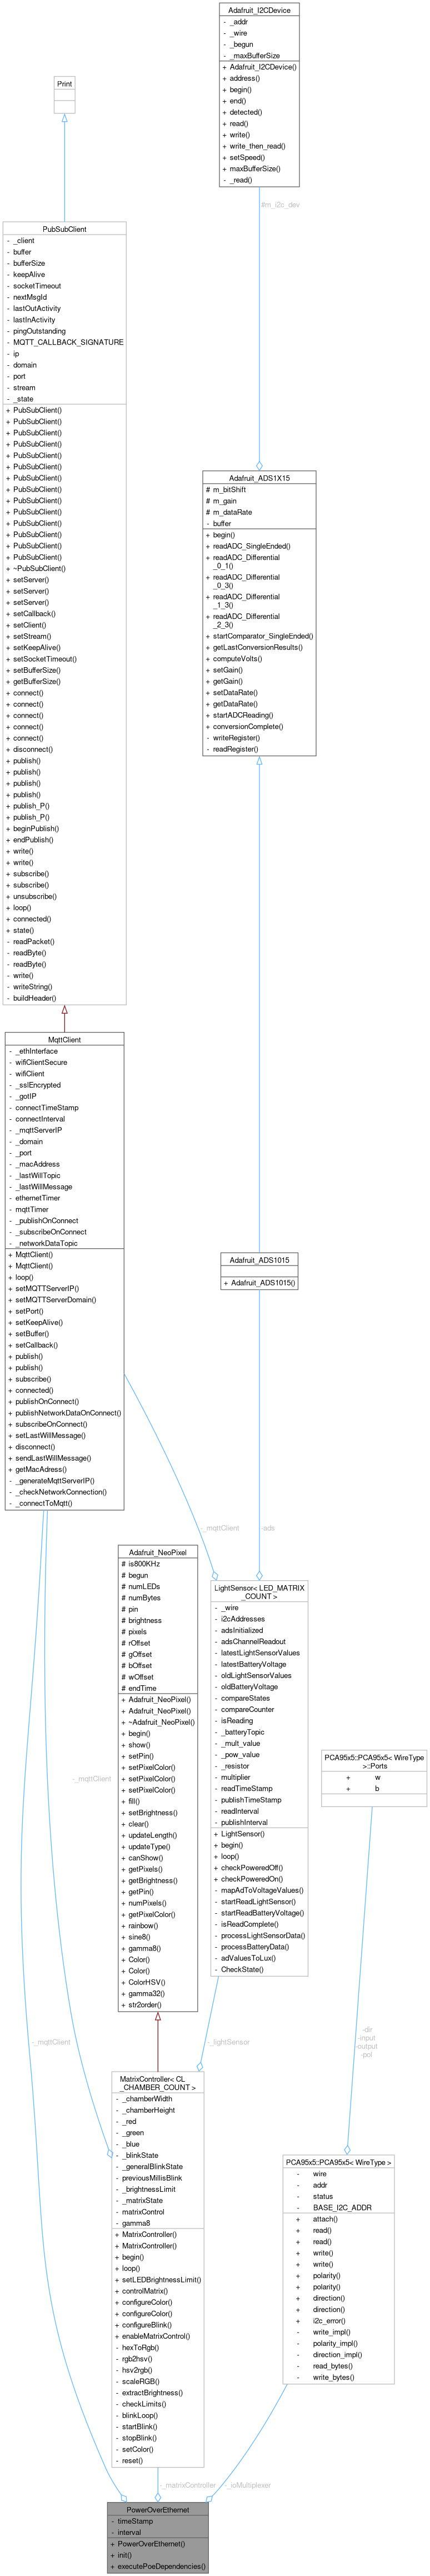 Adafruit_I2CDevice
- _addr
- _wire
- _begun
- _maxBufferSize
+ Adafruit_I2CDevice()
+ address()
+ begin()
+ end()
+ detected()
+ read()
+ write()
+ write_then_read()
+ setSpeed()
+ maxBufferSize()
- _read()
Print
#m_i2c_dev
PubSubClient
- _client
- buffer
- bufferSize
- keepAlive
- socketTimeout
- nextMsgId
- lastOutActivity
- lastInActivity
- pingOutstanding
- MQTT_CALLBACK_SIGNATURE
- ip
- domain
- port
- stream
- _state
+ PubSubClient()
+ PubSubClient()
+ PubSubClient()
+ PubSubClient()
+ PubSubClient()
+ PubSubClient()
+ PubSubClient()
+ PubSubClient()
+ PubSubClient()
+ PubSubClient()
+ PubSubClient()
+ PubSubClient()
+ PubSubClient()
+ PubSubClient()
+ ~PubSubClient()
+ setServer()
+ setServer()
+ setServer()
+ setCallback()
+ setClient()
+ setStream()
+ setKeepAlive()
+ setSocketTimeout()
+ setBufferSize()
+ getBufferSize()
+ connect()
+ connect()
+ connect()
+ connect()
+ connect()
+ disconnect()
+ publish()
+ publish()
+ publish()
+ publish()
+ publish_P()
+ publish_P()
+ beginPublish()
+ endPublish()
+ write()
+ write()
+ subscribe()
+ subscribe()
+ unsubscribe()
+ loop()
+ connected()
+ state()
- readPacket()
- readByte()
- readByte()
- write()
- writeString()
- buildHeader()
Adafruit_ADS1X15
# m_bitShift
# m_gain
# m_dataRate
- buffer
+ begin()
+ readADC_SingleEnded()
+ readADC_Differential
_0_1()
+ readADC_Differential
_0_3()
+ readADC_Differential
_1_3()
+ readADC_Differential
_2_3()
+ startComparator_SingleEnded()
+ getLastConversionResults()
+ computeVolts()
+ setGain()
+ getGain()
+ setDataRate()
+ getDataRate()
+ startADCReading()
+ conversionComplete()
- writeRegister()
- readRegister()
MqttClient
- _ethInterface
- wifiClientSecure
- wifiClient
- _sslEncrypted
- _gotIP
- connectTimeStamp
- connectInterval
- _mqttServerIP
- _domain
- _port
- _macAddress
- _lastWillTopic
- _lastWillMessage
- ethernetTimer
- mqttTimer
- _publishOnConnect
- _subscribeOnConnect
- _networkDataTopic
+ MqttClient()
+ MqttClient()
+ loop()
+ setMQTTServerIP()
+ setMQTTServerDomain()
+ setPort()
+ setKeepAlive()
+ setBuffer()
+ setCallback()
+ publish()
+ publish()
+ subscribe()
+ connected()
+ publishOnConnect()
+ publishNetworkDataOnConnect()
+ subscribeOnConnect()
+ setLastWillMessage()
+ disconnect()
+ sendLastWillMessage()
+ getMacAdress()
- _generateMqttServerIP()
- _checkNetworkConnection()
- _connectToMqtt()
Adafruit_ADS1015
+ Adafruit_ADS1015()
-_mqttClient
-ads
Adafruit_NeoPixel
# is800KHz
# begun
# numLEDs
# numBytes
# pin
# brightness
# pixels
# rOffset
# gOffset
# bOffset
# wOffset
# endTime
+ Adafruit_NeoPixel()
+ Adafruit_NeoPixel()
+ ~Adafruit_NeoPixel()
+ begin()
+ show()
+ setPin()
+ setPixelColor()
+ setPixelColor()
+ setPixelColor()
+ fill()
+ setBrightness()
+ clear()
+ updateLength()
+ updateType()
+ canShow()
+ getPixels()
+ getBrightness()
+ getPin()
+ numPixels()
+ getPixelColor()
+ rainbow()
+ sine8()
+ gamma8()
+ Color()
+ Color()
+ ColorHSV()
+ gamma32()
+ str2order()
LightSensor< LED_MATRIX
_COUNT >
- _wire
- i2cAddresses
- adsInitialized
- adsChannelReadout
- latestLightSensorValues
- latestBatteryVoltage
- oldLightSensorValues
- oldBatteryVoltage
- compareStates
- compareCounter
- isReading
- _batteryTopic
- _mult_value
- _pow_value
- _resistor
- multiplier
- readTimeStamp
- publishTimeStamp
- readInterval
- publishInterval
+ LightSensor()
+ begin()
+ loop()
+ checkPoweredOff()
+ checkPoweredOn()
- mapAdToVoltageValues()
- startReadLightSensor()
- startReadBatteryVoltage()
- isReadComplete()
- processLightSensorData()
- processBatteryData()
- adValuesToLux()
- CheckState()
PCA95x5::PCA95x5< WireType
>::Ports
+ w
+ b
-_mqttClient
-_mqttClient
-_lightSensor
-dir
-input
-output
-pol
MatrixController< CL
_CHAMBER_COUNT >
- _chamberWidth
- _chamberHeight
- _red
- _green
- _blue
- _blinkState
- _generalBlinkState
- previousMillisBlink
- _brightnessLimit
- _matrixState
- matrixControl
- gamma8
+ MatrixController()
+ MatrixController()
+ begin()
+ loop()
+ setLEDBrightnessLimit()
+ controlMatrix()
+ configureColor()
+ configureColor()
+ configureBlink()
+ enableMatrixControl()
- hexToRgb()
- rgb2hsv()
- hsv2rgb()
- scaleRGB()
- extractBrightness()
- checkLimits()
- blinkLoop()
- startBlink()
- stopBlink()
- setColor()
- reset()
PCA95x5::PCA95x5< WireType >
- wire
- addr
- status
- BASE_I2C_ADDR
+ attach()
+ read()
+ read()
+ write()
+ write()
+ polarity()
+ polarity()
+ direction()
+ direction()
+ i2c_error()
- write_impl()
- polarity_impl()
- direction_impl()
- read_bytes()
- write_bytes()
-_matrixController
-_ioMultiplexer
PowerOverEthernet
- timeStamp
- interval
+ PowerOverEthernet()
+ init()
+ executePoeDependencies()